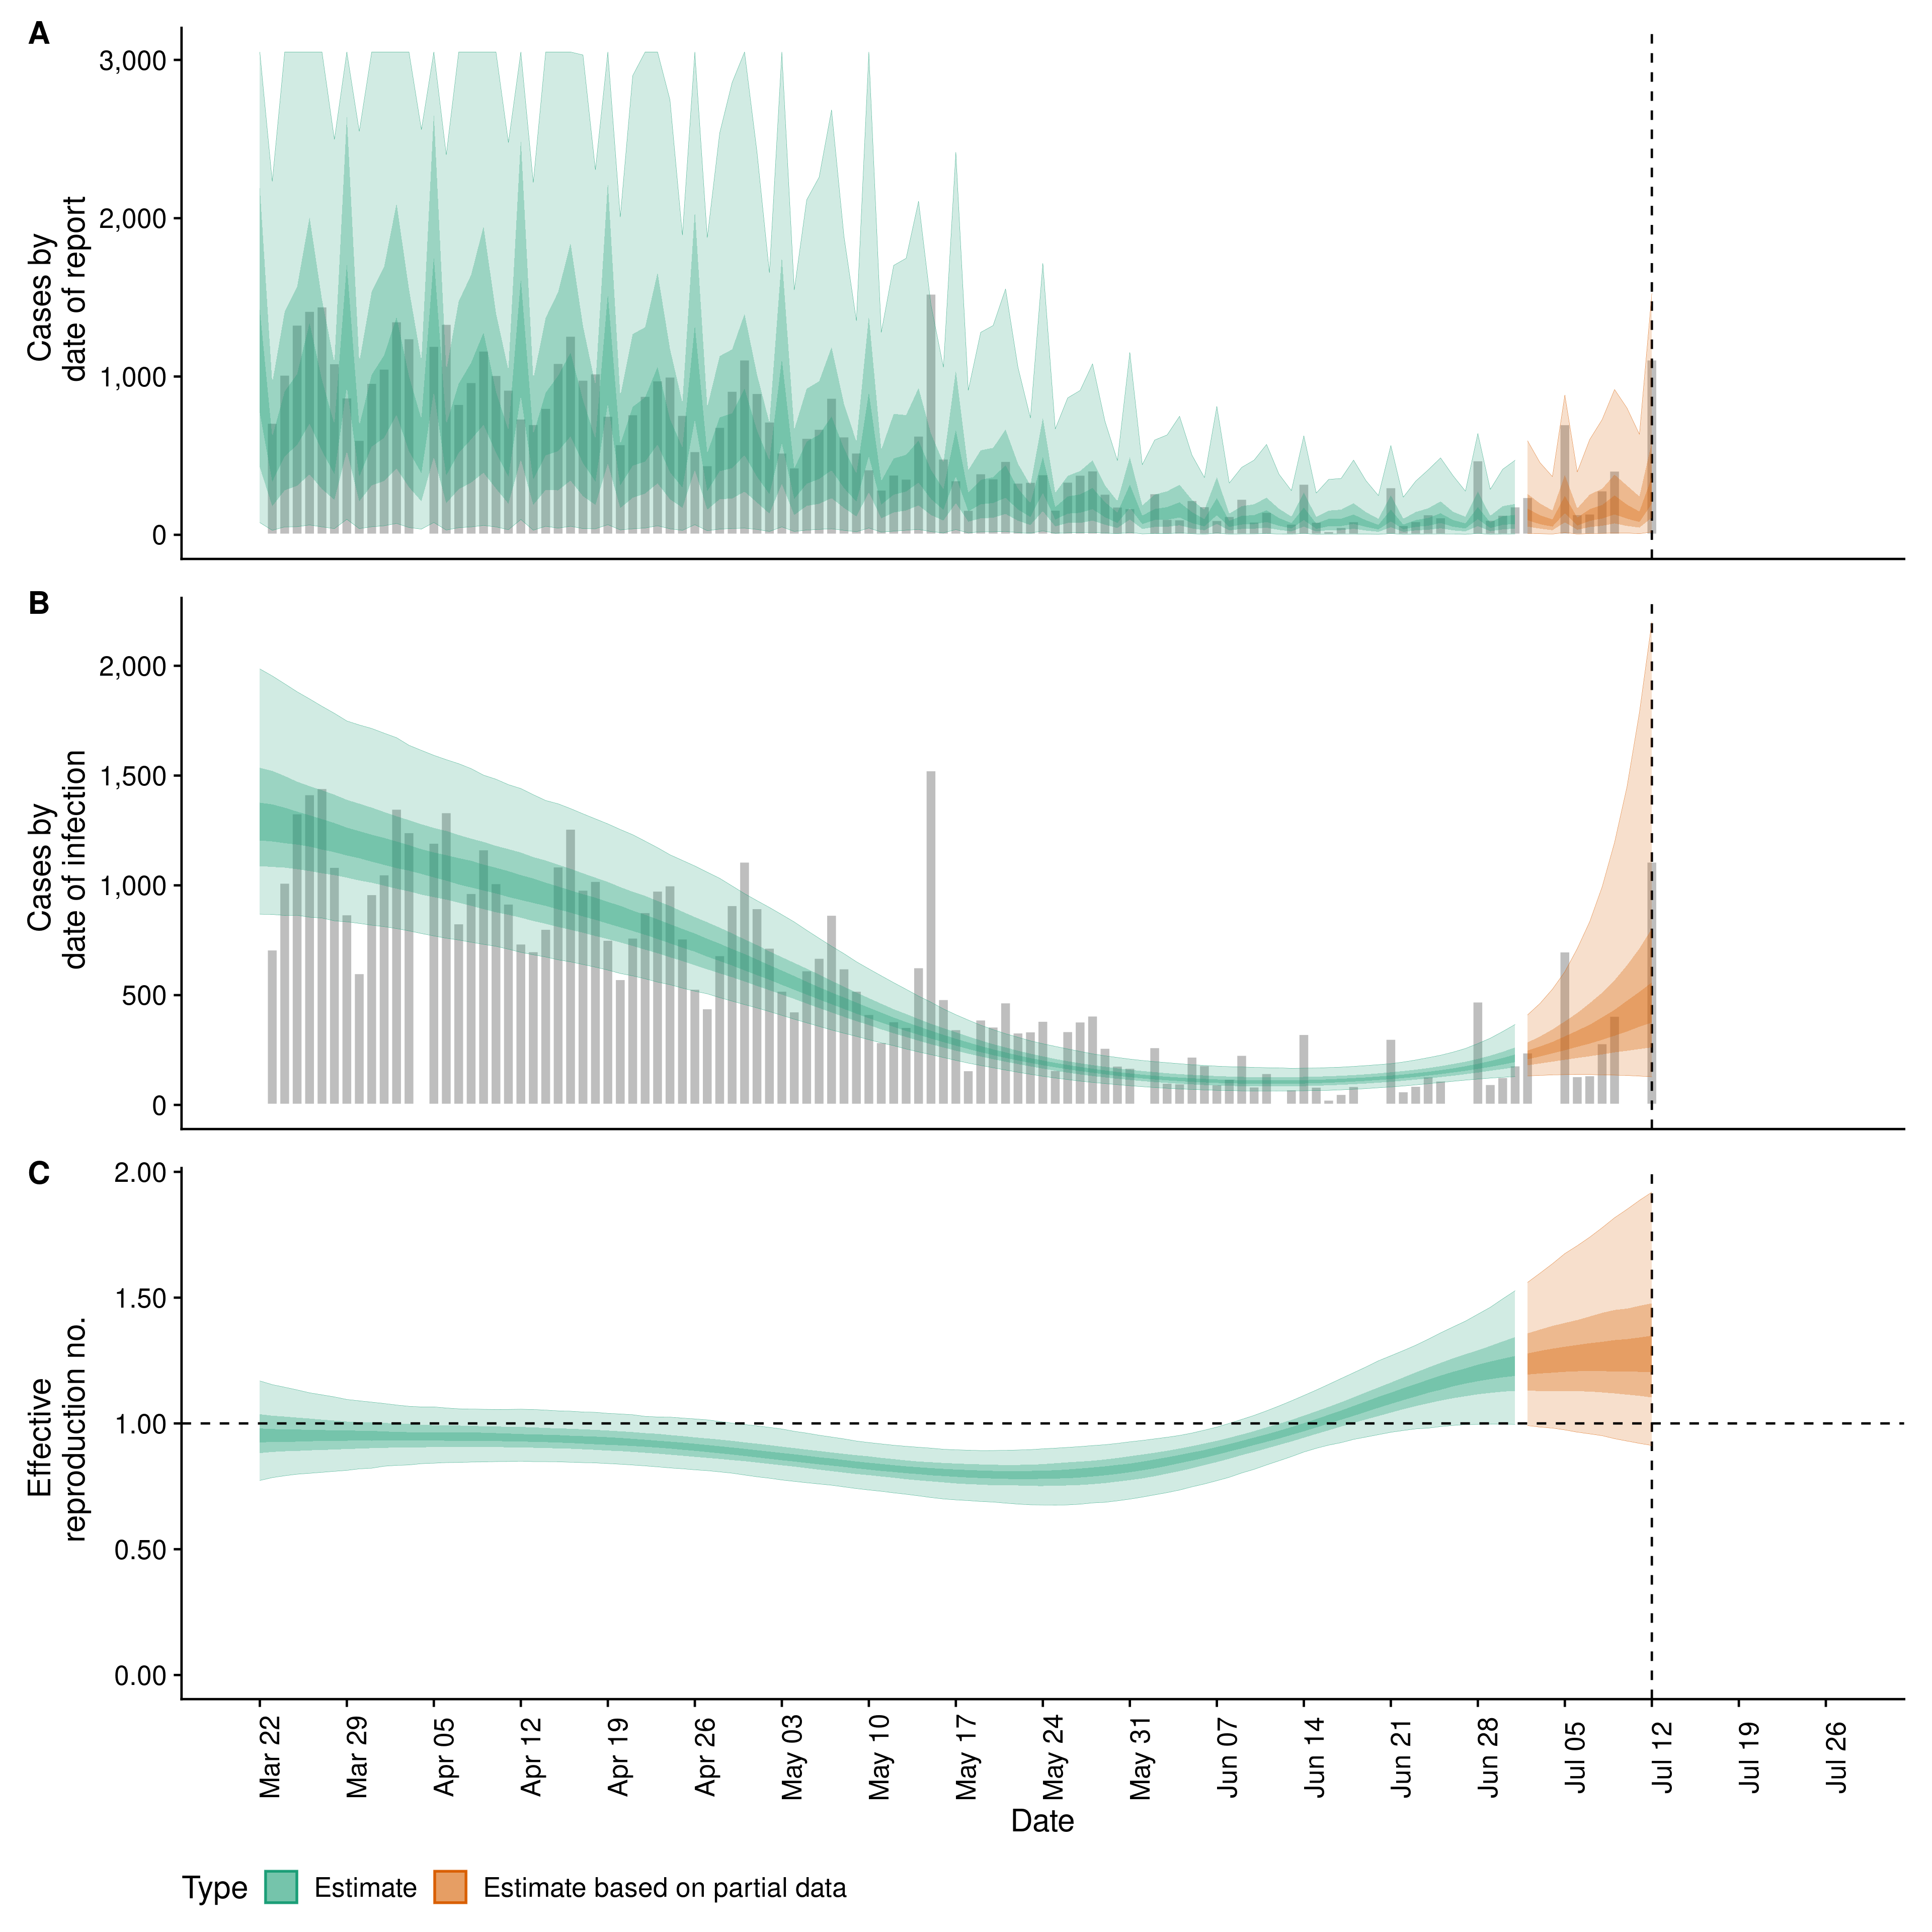 A
Cases by
date of report
3,000
2,000
1,000
0
B
Cases by
date of infection
2,000
1,500
1,000
500
0
C
Effective
reproduction no.
2.00
1.50
1.00
0.50
0.00
Mar 22
Mar 29
Apr 05
Apr 12
Apr 19
Apr 26
May 03
May 10
May 17
May 24
May 31
Jun 07
Jun 14
Jun 21
Jun 28
Jul 05
Jul 12
Jul 19
Jul 26
Date
Type Estimate Estimate based on partial data